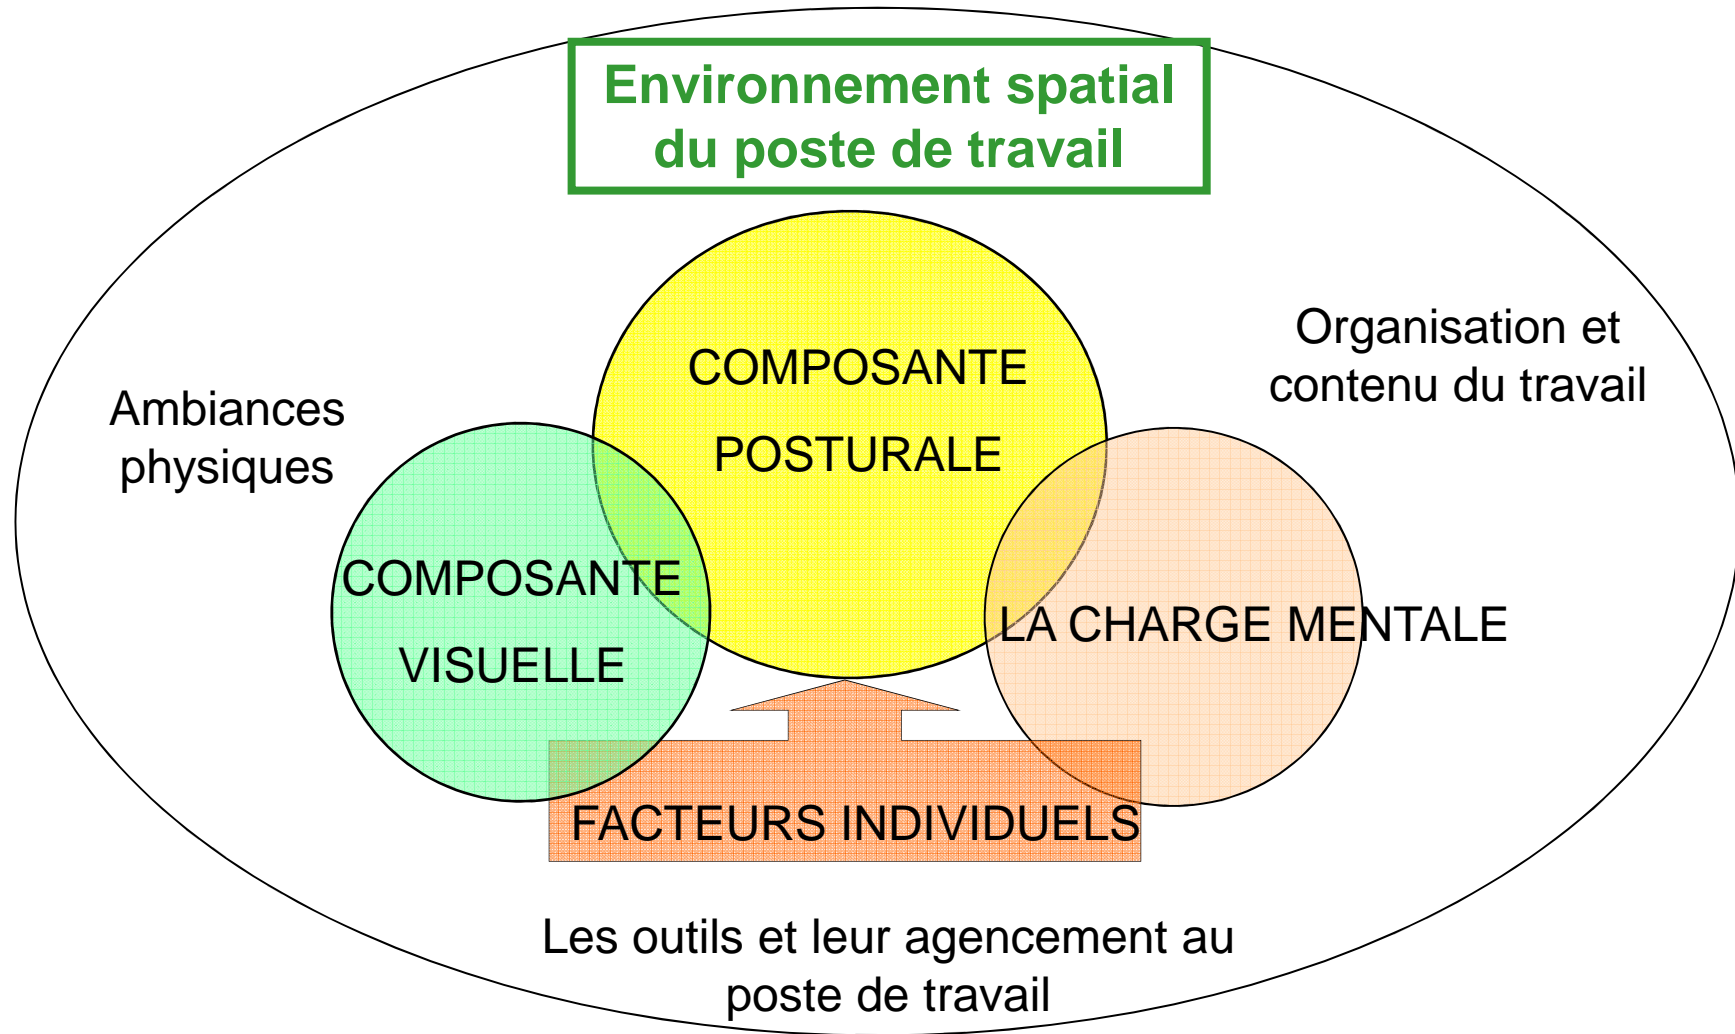 Environnement spatial
du poste de travail
COMPOSANTE
POSTURALE
Organisation et
contenu du travail
Ambiances
physiques
COMPOSANTE
VISUELLE
LA CHARGE MENTALE
FACTEURS INDIVIDUELS
Les outils et leur agencement au
poste de travail